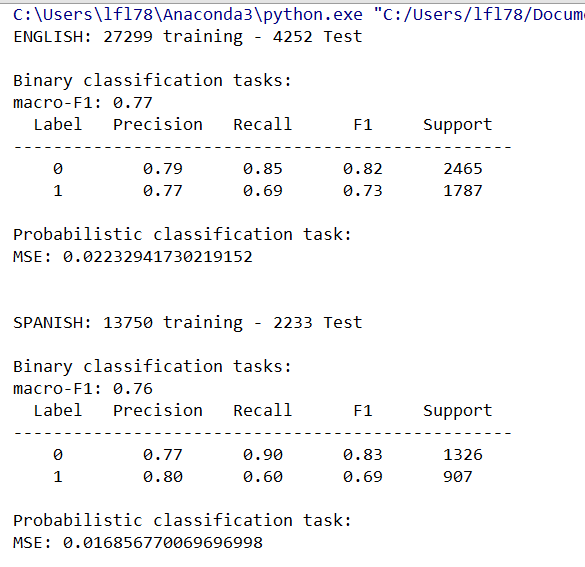 C:\Users\lfl78\Anaconda3\python.exe "C:/Users/lfl78/Docum
ENGLISH: 27299 training - 4252 Test
Binary classification tasks:
macro-F1: 0.77
Label Precision Recall F1 Support
--------------------------------------------------
0 0.79 0.85 0.82 2465
1 0.77 0.69 0.73 1787
Probabilistic classification task:
MSE: 0.02232941730219152
SPANISH: 13750 training - 2233 Test
Binary classification tasks:
macro-F1: 0.76
Label Precision Recall F1 Support
--------------------------------------------------
0 0.77 0.90 0.83 1326
1 0.80 0.60 0.69 907
Probabilistic classification task:
MSE: 0.016856770069696998